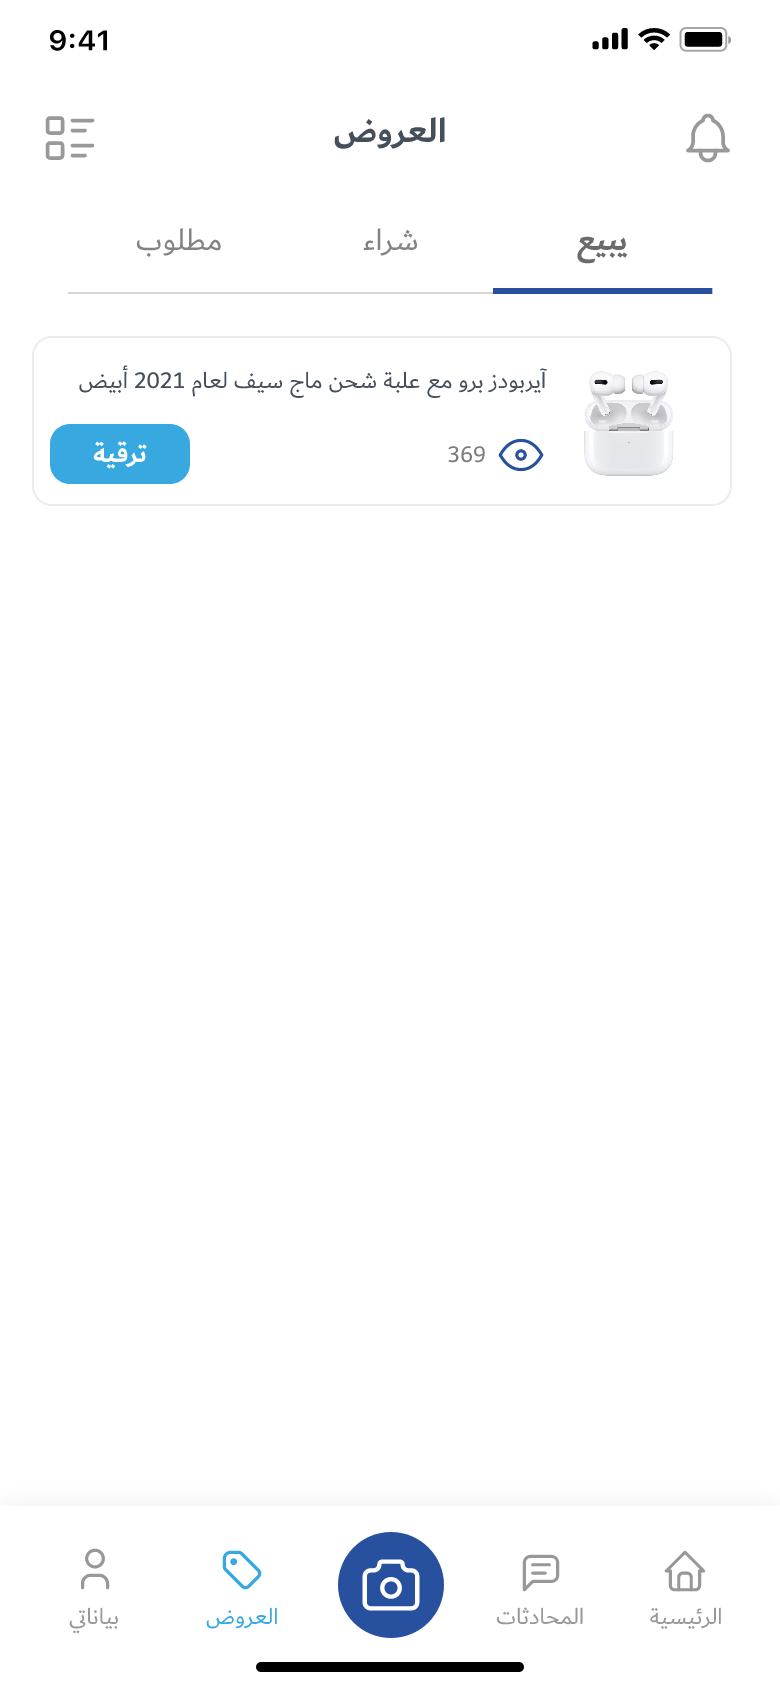 9:41
العروض
يبيع
شراء
مطلوب
آيربودز برو مع علبة شحن ماج سيف لعام 2021 أبيض
369
ترقية
الرئيسية
المحادثات
العروض
بياناتي